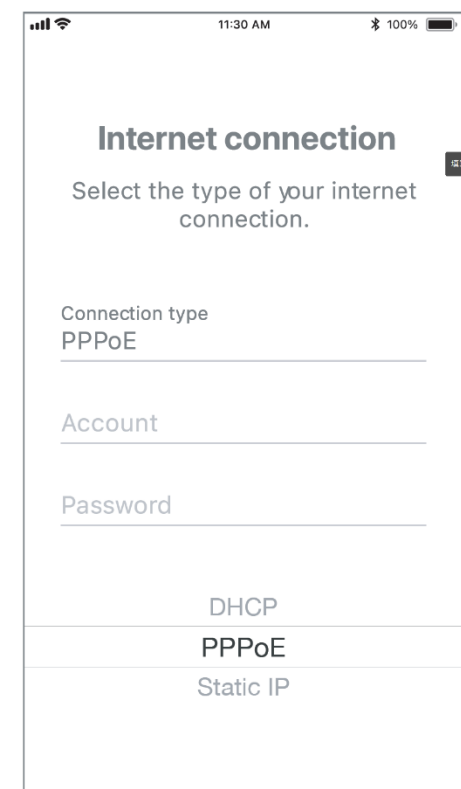 11:30 AM
100%
Internet connection
Select the type of your internet
connection.
Connection type
PPPoE
Account
Password
DHCP
PPPoE
Static IP